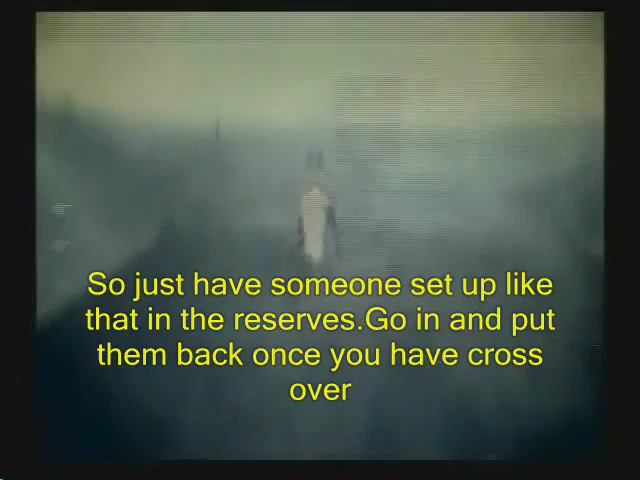 So just have someone set up like
that in the reserves.Go in and put
them back once you have cross
over